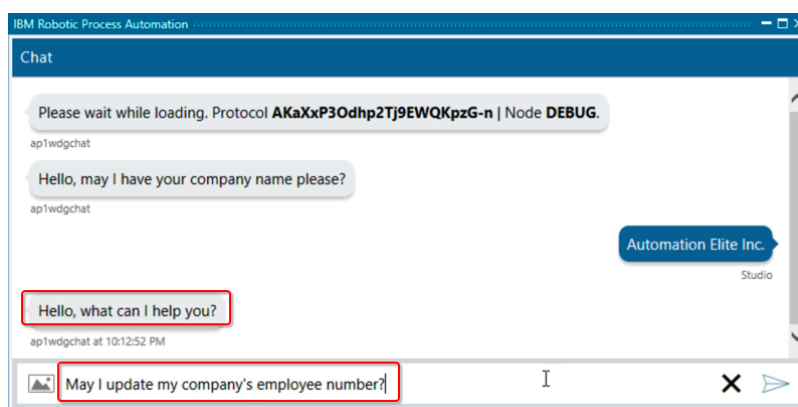 IBM Robotic Process Automation
Chat
Please wait while loading. Protocol AKaXxP3Odhp2Tj9EWQKpzG-n | Node DEBUG.
ap1wdgchat
Hello, may I have your company name please?
ap1wdgchat
Automation Elite Inc.
Studio
Hello, what can I help you?
ap1wdgchat at 10:12:52 PM
May I update my company's employee number?